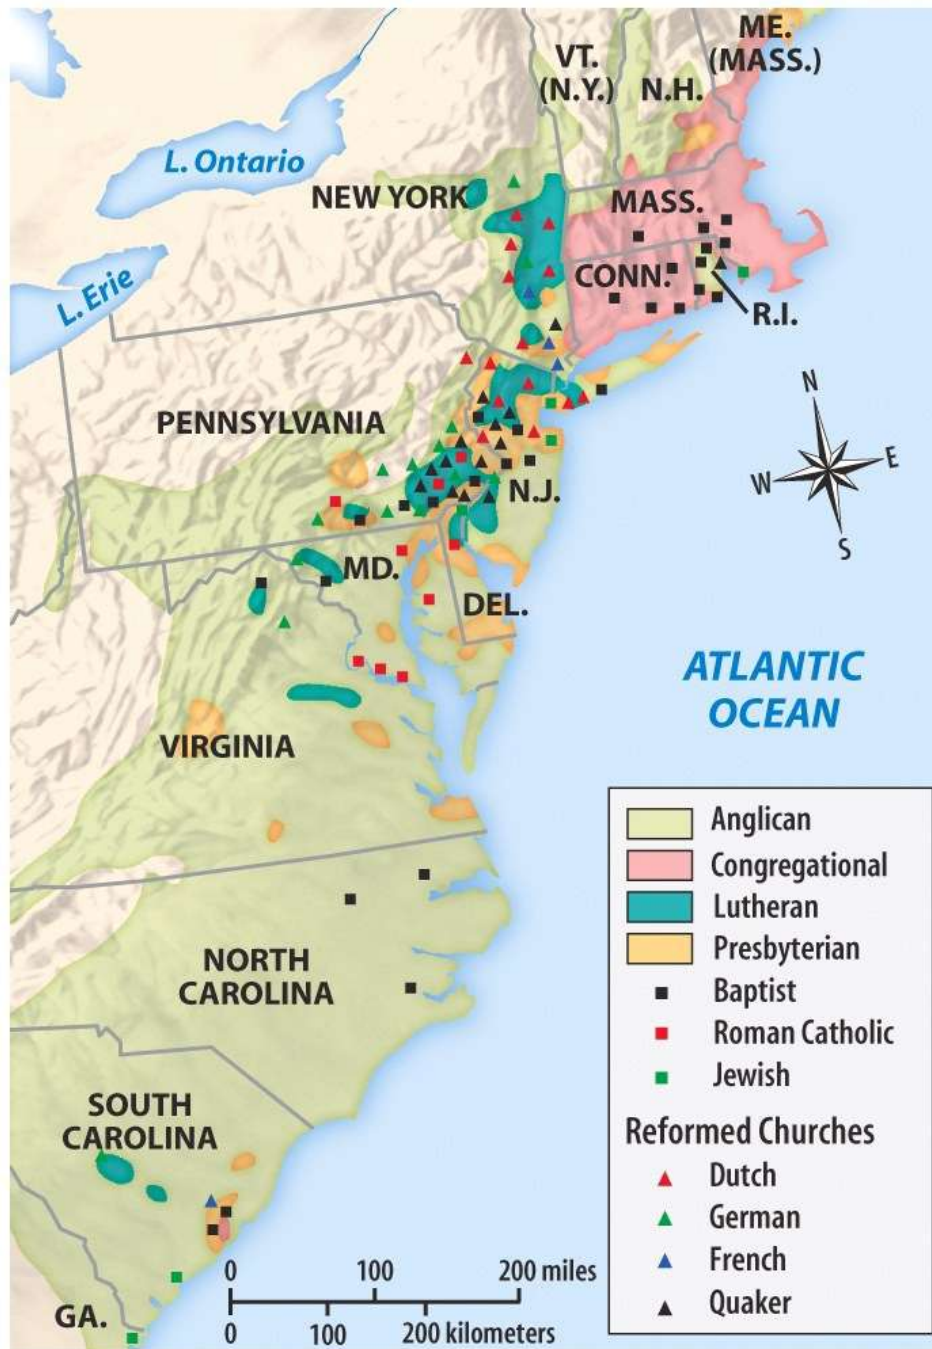 ME.
(MASS.)
VT.
(N.Y.)
N.H.
L. Ontario
NEW YORK
MASS.
L. Erie
CONN.
R.I.
PENNSYLVANIA
N
W
E
S
N.J.
MD.
DEL.
ATLANTIC
OCEAN
VIRGINIA
NORTH
CAROLINA
SOUTH
CAROLINA
GA.
0 100 200 miles
0 100 200 kilometers
Anglican
Congregational
Lutheran
Presbyterian
Baptist
Roman Catholic
Jewish
Reformed Churches
Dutch
German
French
Quaker